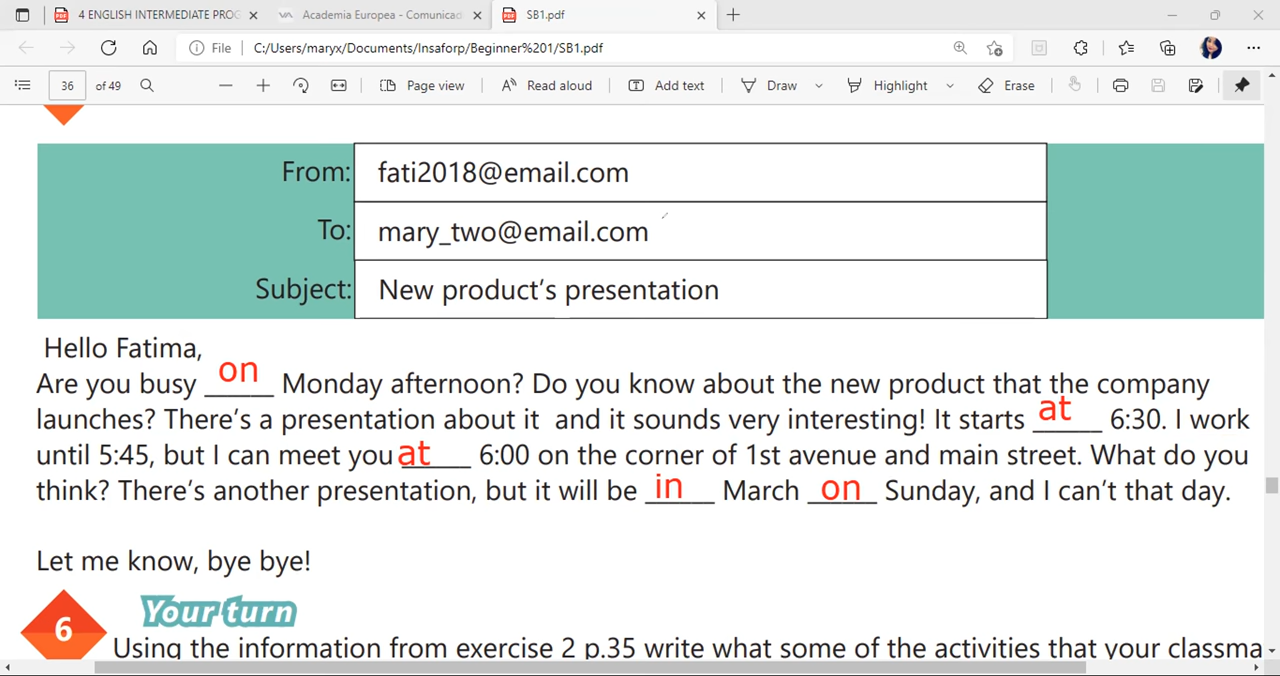 4 ENGLISH INTERMEDIATE PROG
Academia Europea - Comunicad
SB1.pdf
File C:/Users/maryx/Documents/Insaforp/Beginner%201/SB1.pdf
36 of 49 Page view Read aloud Add text Draw Highlight Erase
From: fati2018@email.com
To: mary_two@email.com
Subject: New product's presentation
Hello Fatima,
Are you busy on Monday afternoon? Do you know about the new product that the company
launches? There's a presentation about it and it sounds very interesting! It starts at 6:30. I work
until 5:45, but I can meet you at 6:00 on the corner of 1st avenue and main street. What do you
think? There's another presentation, but it will be in March on Sunday, and I can't that day.
Let me know, bye bye!
6 Your turn
Using the information from exercise 2 p.35 write what some of the activities that your classma